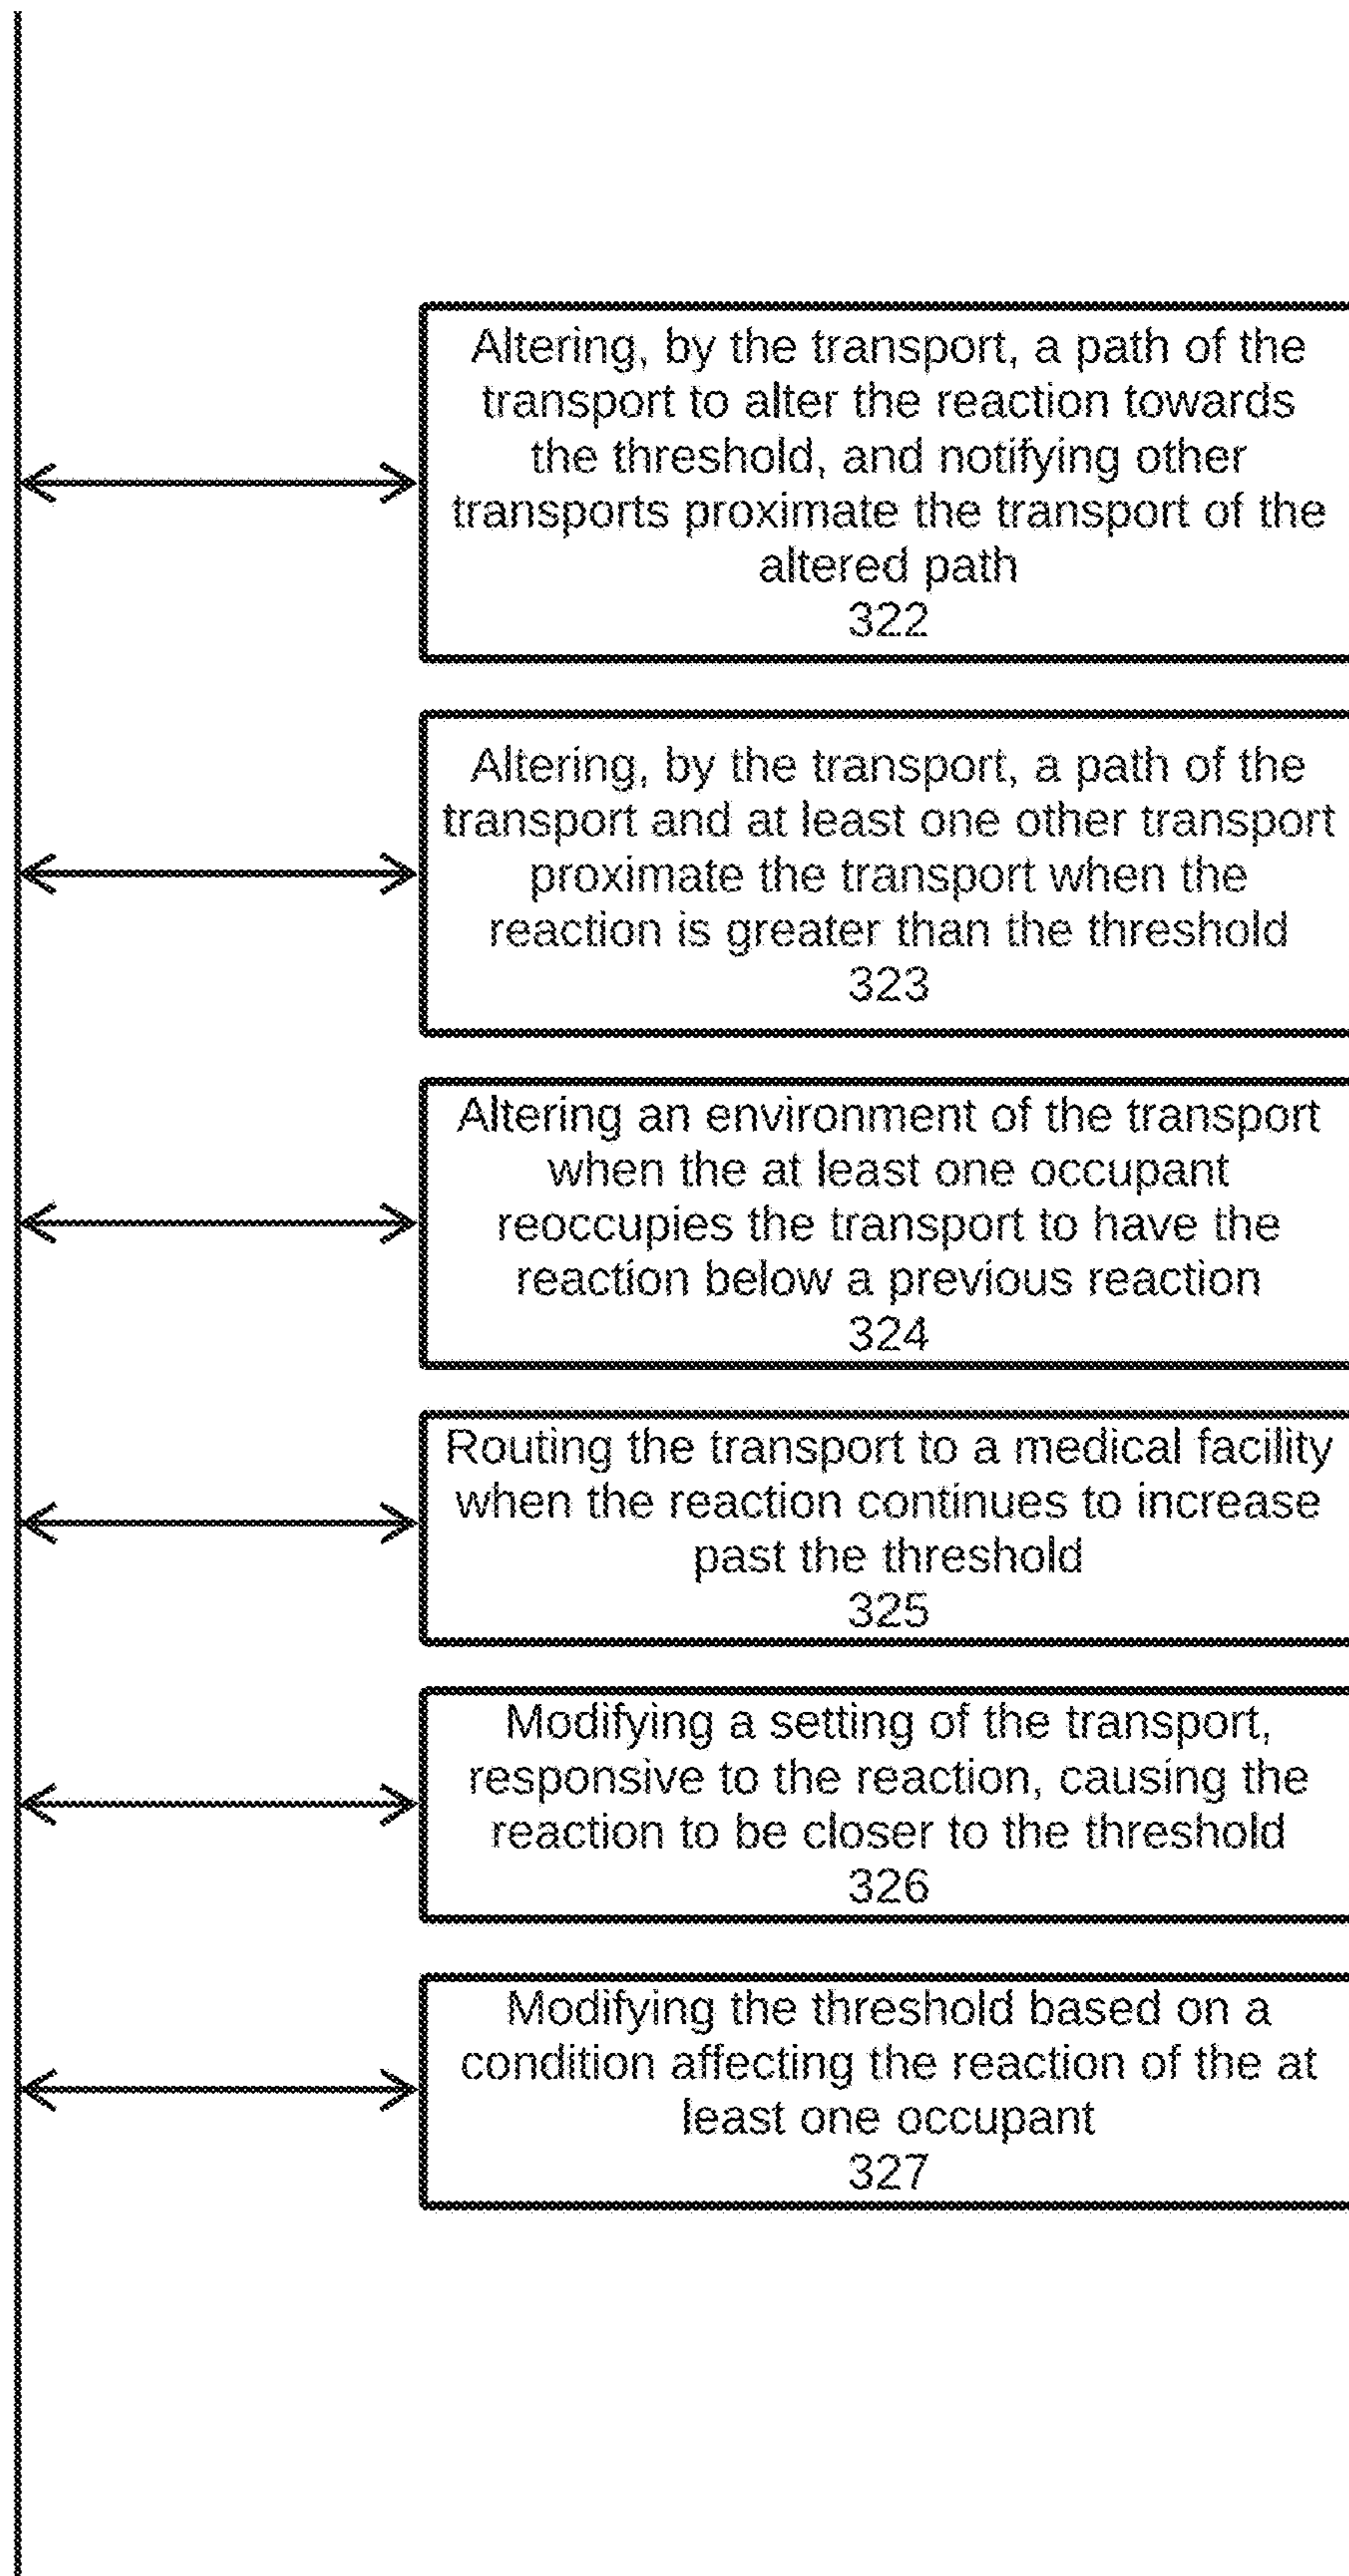 Altering, by the transport, a path of the
transport to alter the reaction towards
the threshold, and notifying other
transports proximate the transport of the
altered path
322
Altering, by the transport, a path of the
transport and at least one other transport
proximate the transport when the
reaction is greater than the threshold
323
Altering an environment of the transport
when the at least one occupant
reoccupies the transport to have the
reaction below a previous reaction
324
Routing the transport to a medical facility
when the reaction continues to increase
past the threshold
325
Modifying a setting of the transport,
responsive to the reaction, causing the
reaction to be closer to the threshold
326
Modifying the threshold based on a
condition affecting the reaction of the at
least one occupant
327